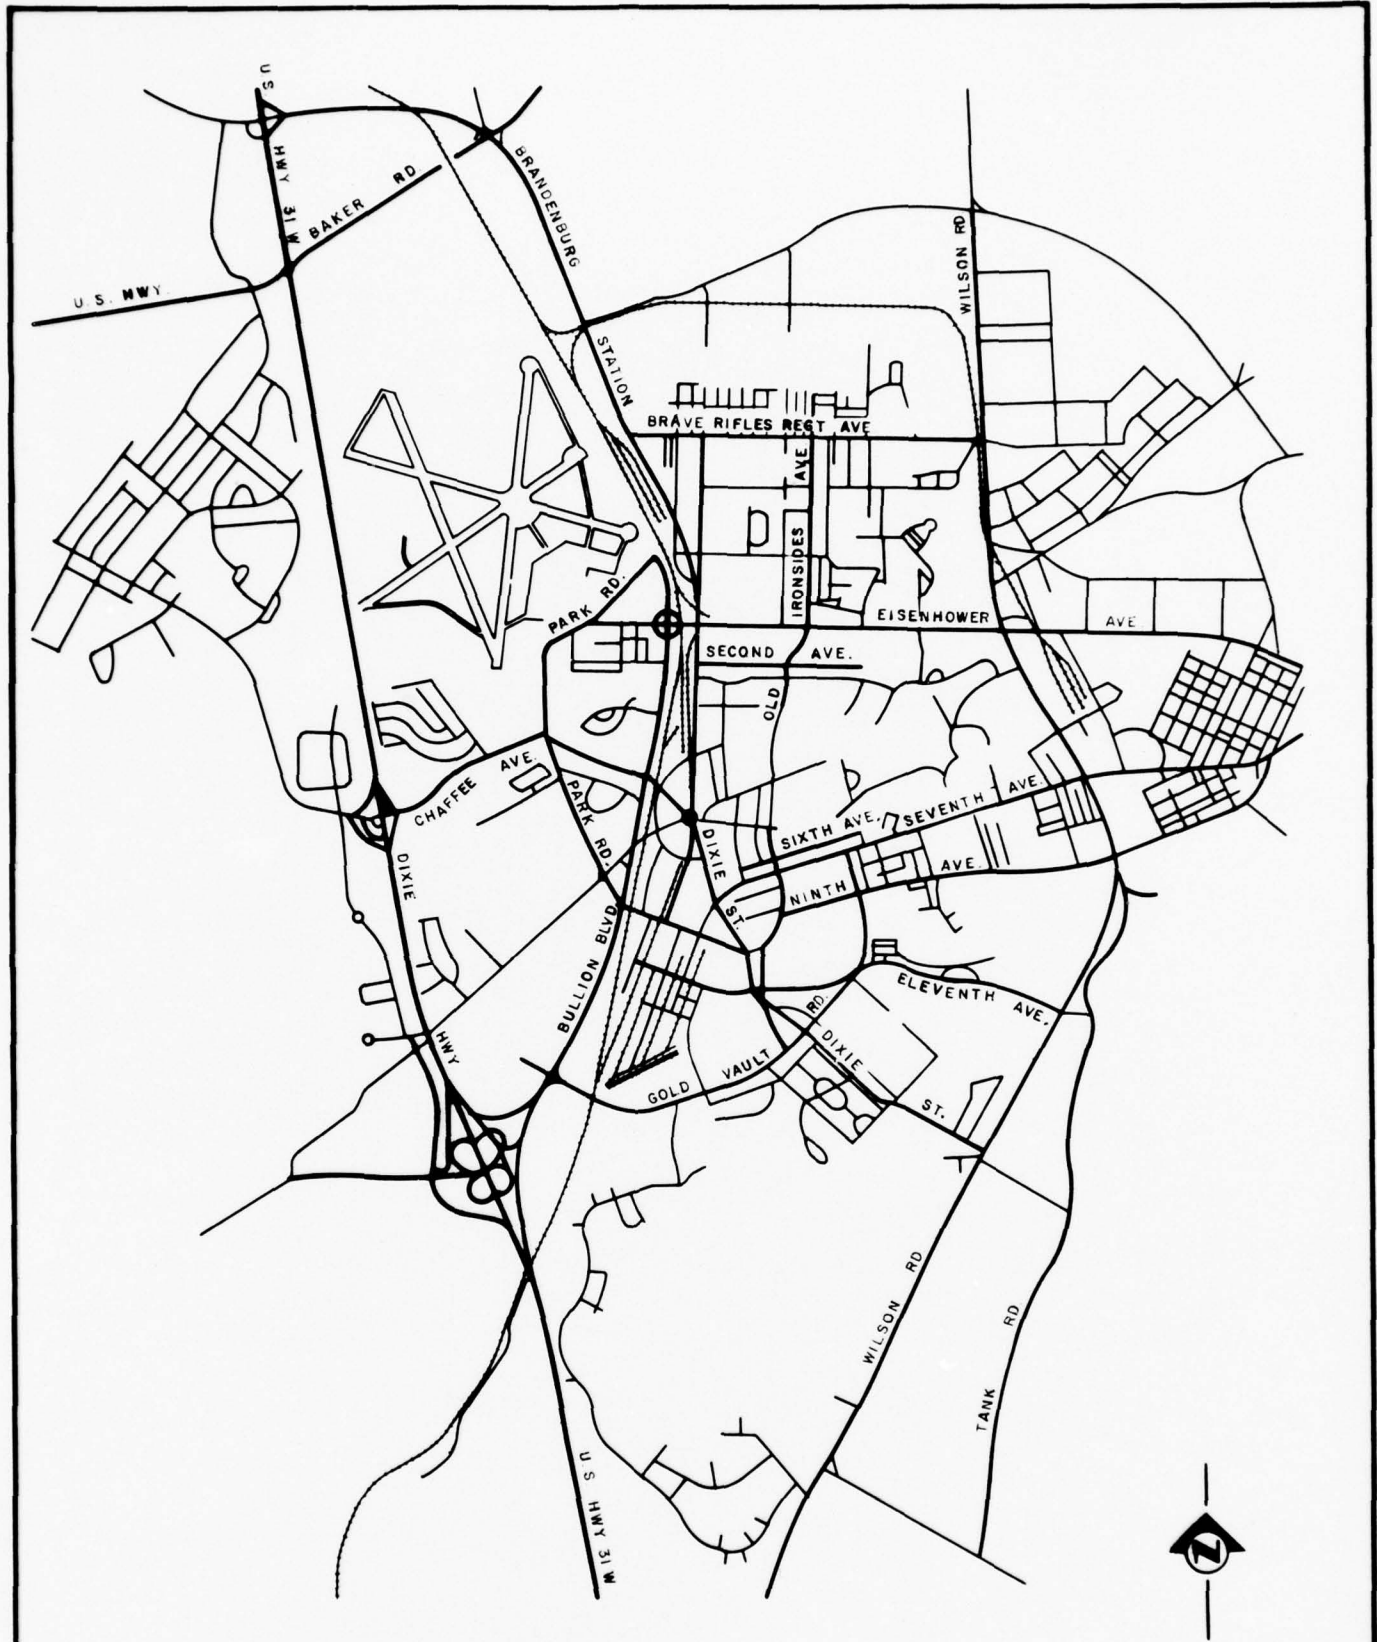 U.S
HWY 31W
BAKER RD
BRANDENBURG
STATION
U.S. HWY.
WILSON RD
BRAVE RIFLES REGT AVE
IRONSIDES AVE
PARK RD.
EISENHOWER AVE
SECOND AVE.
OLD
CHAFFEE AVE.
PARK RD.
DIXIE
ST.
SIXTH AVE.
SEVENTH AVE.
NINTH AVE.
DIXIE
HWY
BULLION BLVD.
ELEVENTH AVE.
GOLD VAULT RD.
DIXIE
ST.
WILSON RD
TANK RD
U.S HWY 31W
N